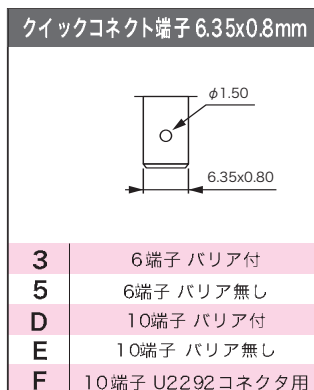 クイックコネクト端子 6.35x0.8mm
φ1.50
6.35x0.80
3 6端子 バリア付
5 6端子 バリア無し
D 10端子 バリア付
E 10端子 バリア無し
F 10端子 U2292コネクタ用